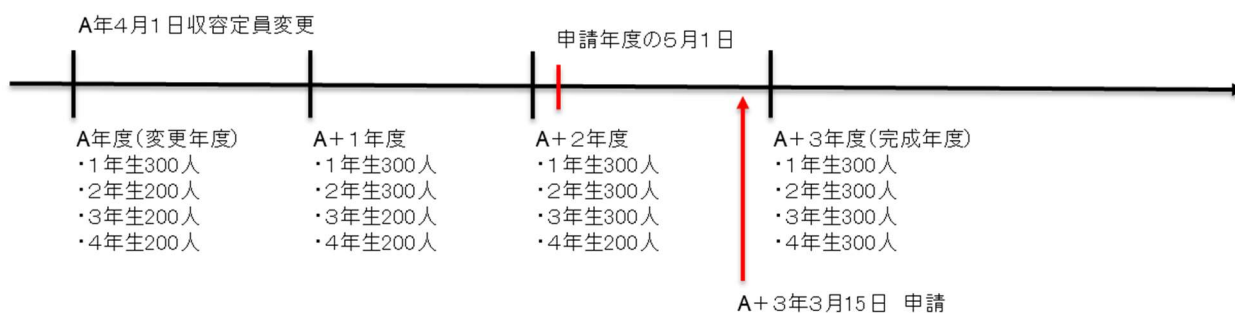 A年4月1日収容定員変更
申請年度の5月1日
A年度(変更年度)
・1年生300人
・2年生200人
・3年生200人
・4年生200人
A+1年度
・1年生300人
・2年生300人
・3年生200人
・4年生200人
A+2年度
・1年生300人
・2年生300人
・3年生300人
・4年生200人
A+3年度(完成年度)
・1年生300人
・2年生300人
・3年生300人
・4年生300人
A+3年3月15日 申請